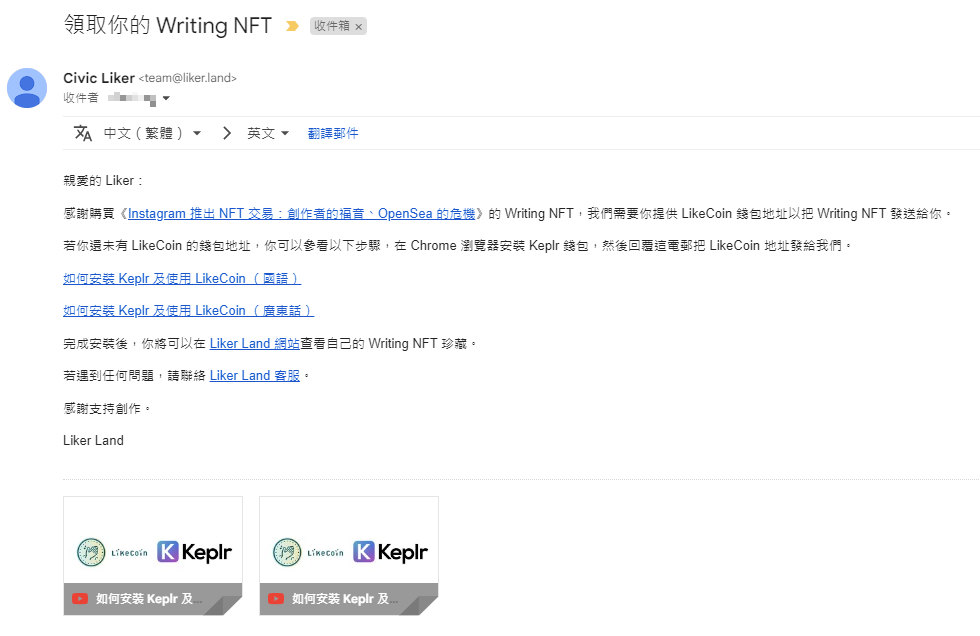 領取你的 Writing NFT
收件箱 ×
Civic Liker <team@liker.land>
收件者
中文（繁體） > 英文 翻譯郵件
親愛的 Liker：
感謝購買《Instagram 推出 NFT 交易：創作者的福音、OpenSea 的危機》的 Writing NFT，我們需要你提供 LikeCoin 錢包地址以把 Writing NFT 發送給你。
若你還未有 LikeCoin 的錢包地址，你可以參看以下步驟，在 Chrome 瀏覽器安裝 Keplr 錢包，然後回覆這電郵把 LikeCoin 地址發給我們。
如何安裝 Keplr 及使用 LikeCoin （ 國語 ）
如何安裝 Keplr 及使用 LikeCoin （ 廣東話 ）
完成安裝後，你將可以在 Liker Land 網站查看自己的 Writing NFT 珍藏。
若遇到任何問題，請聯絡 Liker Land 客服。
感謝支持創作。
Liker Land
LikeCoin Keplr
如何安裝 Keplr 及...
LikeCoin Keplr
如何安裝 Keplr 及...